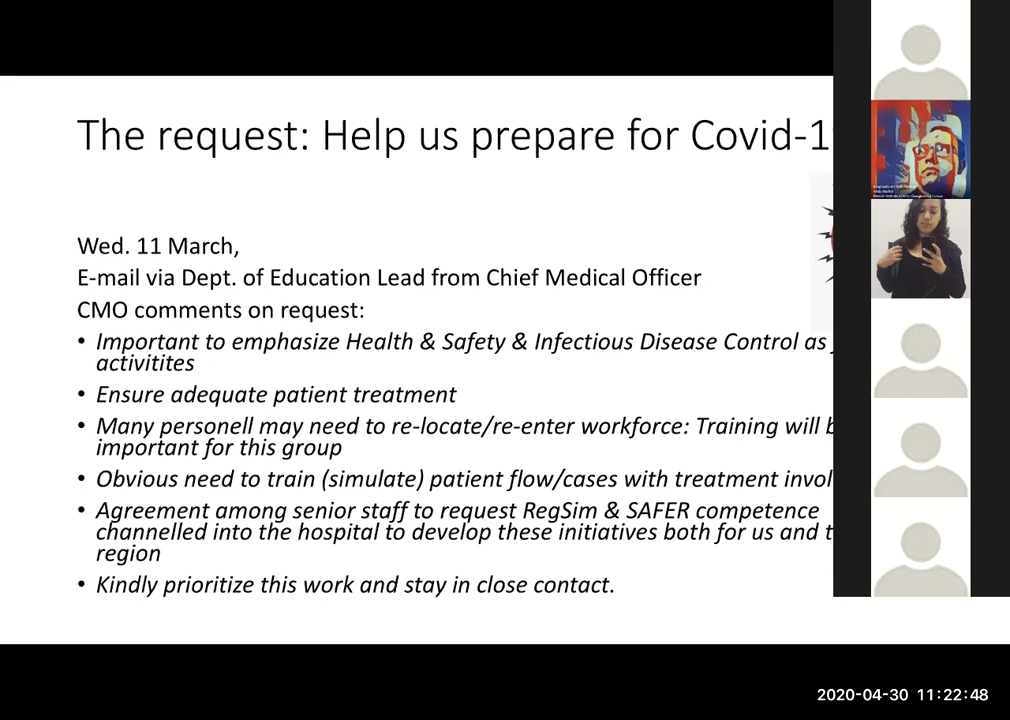 The request: Help us prepare for Covid-1
Wed. 11 March,
E-mail via Dept. of Education Lead from Chief Medical Officer
CMO comments on request:
• Important to emphasize Health & Safety & Infectious Disease Control as
activitites
• Ensure adequate patient treatment
• Many personell may need to re-locate/re-enter workforce: Training will b
important for this group
• Obvious need to train (simulate) patient flow/cases with treatment invol
• Agreement among senior staff to request RegSim & SAFER competence
channelled into the hospital to develop these initiatives both for us and t
region
• Kindly prioritize this work and stay in close contact.
2020-04-30 11:22:48